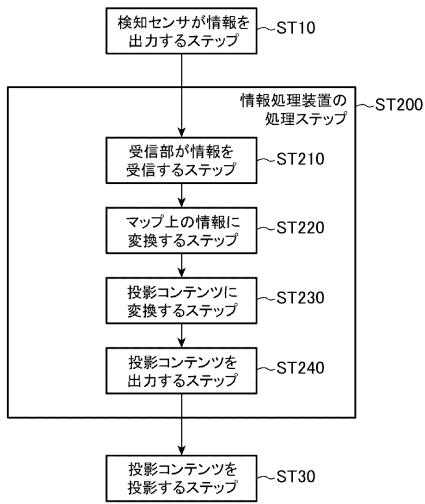 検知センサが情報を
出力するステップ
ST10
情報処理装置の
処理ステップ
ST200
受信部が情報を
受信するステップ
ST210
マップ上の情報に
変換するステップ
ST220
投影コンテンツに
変換するステップ
ST230
投影コンテンツを
出力するステップ
ST240
投影コンテンツを
投影するステップ
ST30